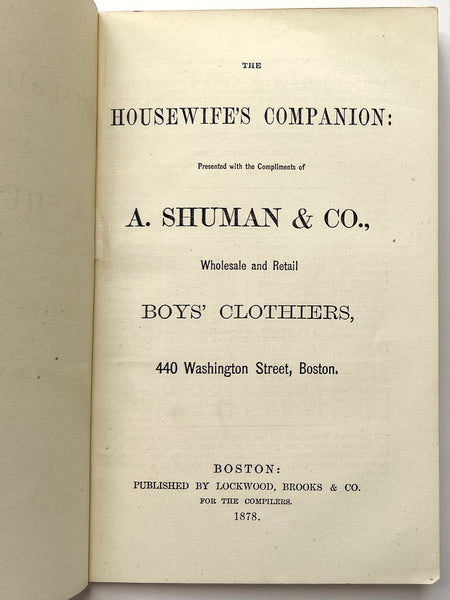 THE
HOUSEWIFE'S COMPANION:
Presented with the Compliments of
A. SHUMAN & CO.,
Wholesale and Retail
BOYS' CLOTHIERS,
440 Washington Street, Boston.
BOSTON:
PUBLISHED BY LOCKWOOD, BROOKS & CO.
FOR THE COMPILERS.
1878.